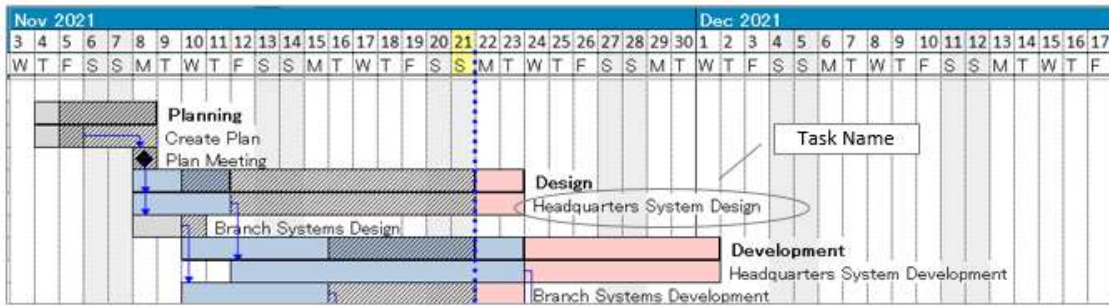 Nov 2021 Dec 2021
3 4 5 6 7 8 9 10 11 12 13 14 15 16 17 18 19 20 21 22 23 24 25 26 27 28 29 30 1 2 3 4 5 6 7 8 9 10 11 12 13 14 15 16 17
W T F S S M T W T F S S M T W T F S S M T W T F S S M T W T F S S M T W T F S S M T W T F
Planning
Create Plan
Task Name
Plan Meeting
Design
Headquarters System Design
Branch Systems Design
Development
Headquarters System Development
Branch Systems Development